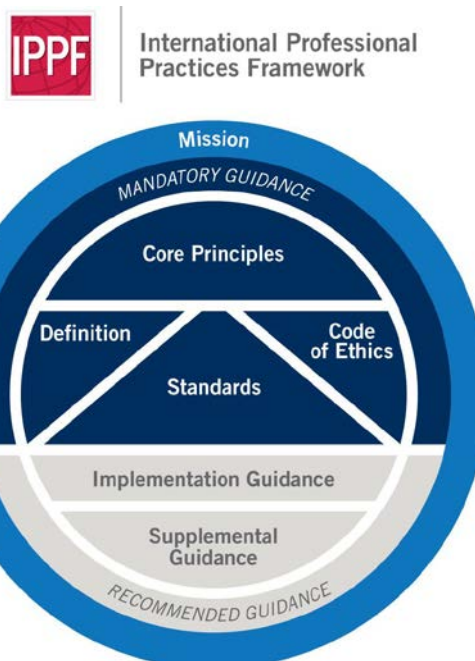 IPPF
International Professional
Practices Framework
Mission
MANDATORY GUIDANCE
Core Principles
Definition
Code
of Ethics
Standards
Implementation Guidance
Supplemental
Guidance
RECOMMENDED GUIDANCE